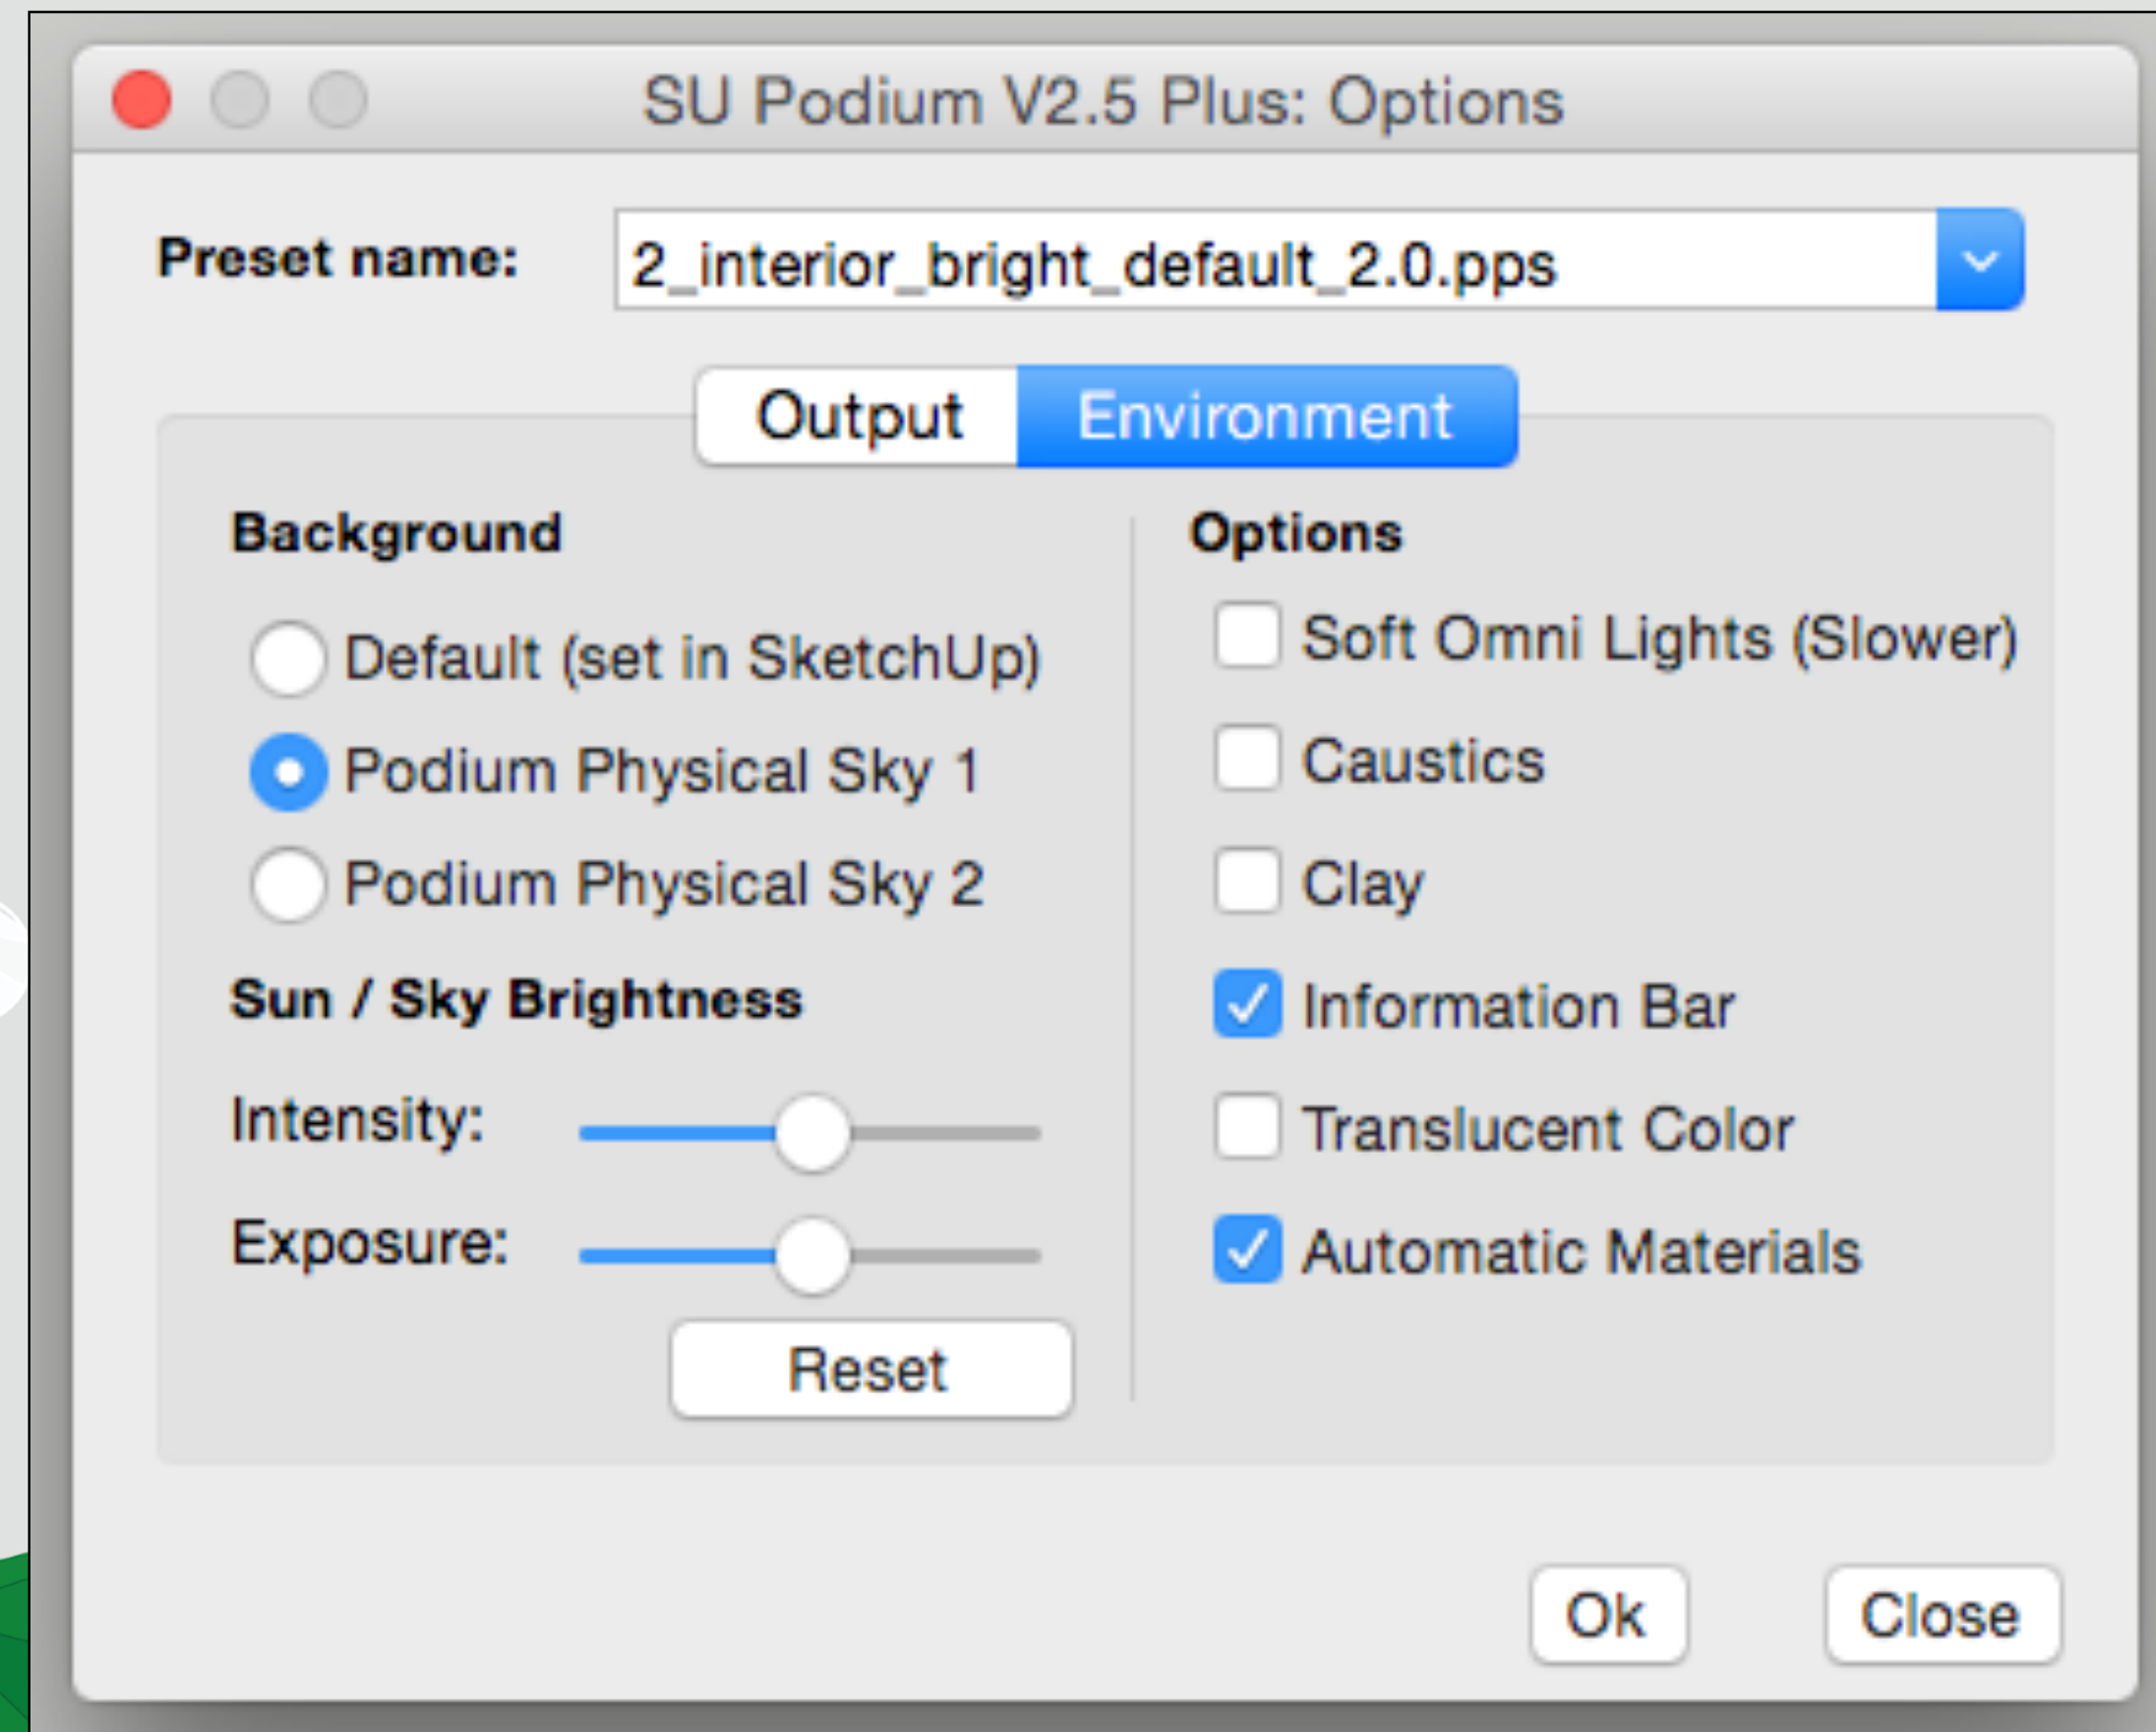 SU Podium V2.5 Plus: Options
Preset name: 2_interior_bright_default_2.0.pps
Output Environment
Background
Default (set in SketchUp)
Podium Physical Sky 1
Podium Physical Sky 2
Sun / Sky Brightness
Intensity:
Exposure:
Reset
Options
Soft Omni Lights (Slower)
Caustics
Clay
Information Bar
Translucent Color
Automatic Materials
Ok Close